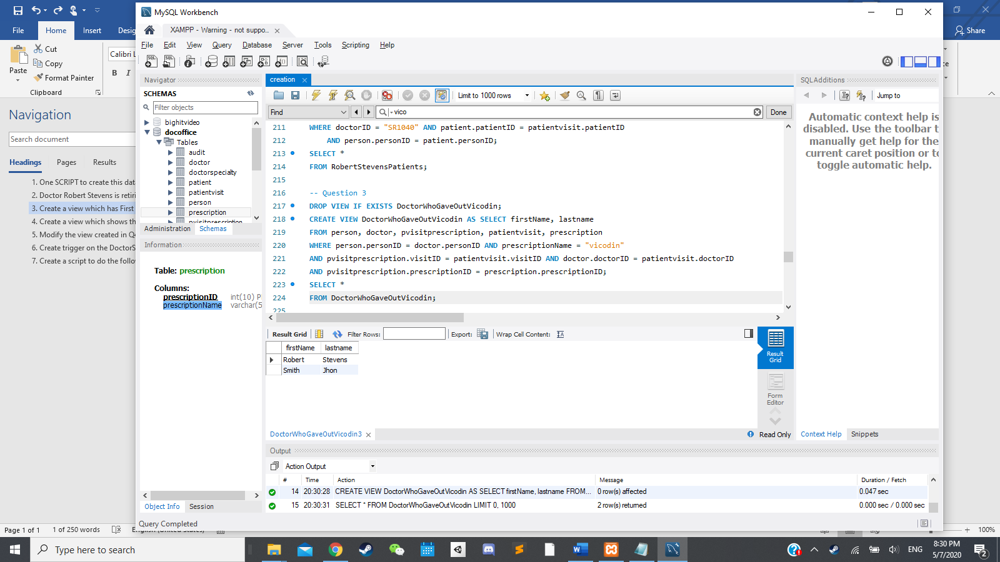 MySQL Workbench
XAMPP - Warning - not suppo...
File Home Insert Desig
Share
File Edit View Query Database Server Tools Scripting Help
Cut
Copy
Paste
Format Painter
Clipboard
Calibri L
B I
Navigation
Search document
Headings Pages Results
1. One SCRIPT to create this dat
2. Doctor Robert Stevens is retiri
3. Create a view which has First
4. Create a view which shows th
5. Modify the view created in Q4
6. Create trigger on the DoctorS
7. Create a script to do the follow
Navigator
SCHEMAS
Filter objects
bighitvideo
docoffice
Tables
audit
doctor
doctorspecialty
patient
patientvisit
person
prescription
pvisitprescription
Administration Schemas
Information
Table: prescription
Columns:
prescriptionID int(10) P
prescriptionName varchar(5
Object Info Session
Query Completed
creation
Limit to 1000 rows
Find
vico
Done
211 WHERE doctorID = "SR1040" AND patient.patientID = patientvisit.patientID
212 AND person.personID = patient.personID;
213 SELECT *
214 FROM RobertStevensPatients;
215
216 -- Question 3
217 DROP VIEW IF EXISTS DoctorWhoGaveOutVicodin;
218 CREATE VIEW DoctorWhoGaveOutVicodin AS SELECT firstName, lastname
219 FROM person, doctor, pvisitprescription, patientvisit, prescription
220 WHERE person.personID = doctor.personID AND prescriptionName = "vicodin"
221 AND pvisitprescription.visitID = patientvisit.visitID AND doctor.doctorID = patientvisit.doctorID
222 AND pvisitprescription.prescriptionID = prescription.prescriptionID;
223 SELECT *
224 FROM DoctorWhoGaveOutVicodin;
225
Result Grid Filter Rows: Export: Wrap Cell Content:
firstName lastname
Robert Stevens
Smith Jhon
Result
Grid
Form
Editor
DoctorWhoGaveOutVicodin3
Read Only
SQLAdditions
Jump to
Automatic context help is
disabled. Use the toolbar t
manually get help for the
current caret position or to
toggle automatic help.
Context Help Snippets
Output
Action Output
# Time Action Message Duration / Fetch
14 20:30:28 CREATE VIEW DoctorWhoGaveOutVicodin AS SELECT firstName, lastname FROM... 0 row(s) affected 0.047 sec
15 20:30:31 SELECT * FROM DoctorWhoGaveOutVicodin LIMIT 0, 1000 2 row(s) returned 0.000 sec / 0.000 sec
Page 1 of 1 1 of 250 words English (United States) 100%
Type here to search
ENG
8:30 PM
5/7/2020
2